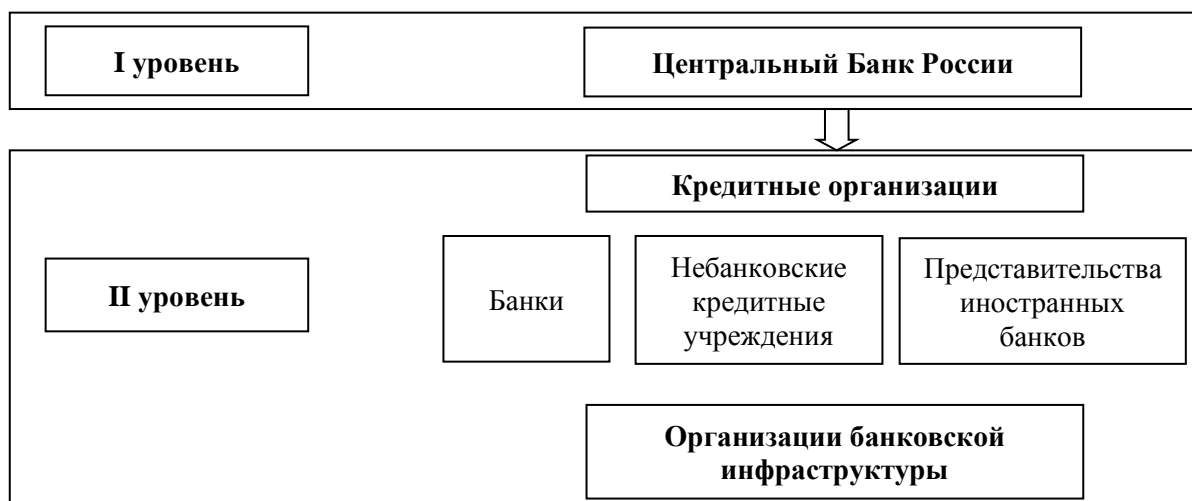 I уровень
Центральный Банк России
Кредитные организации
II уровень
Банки
Небанковские
кредитные
учреждения
Представительства
иностранных
банков
Организации банковской
инфраструктуры